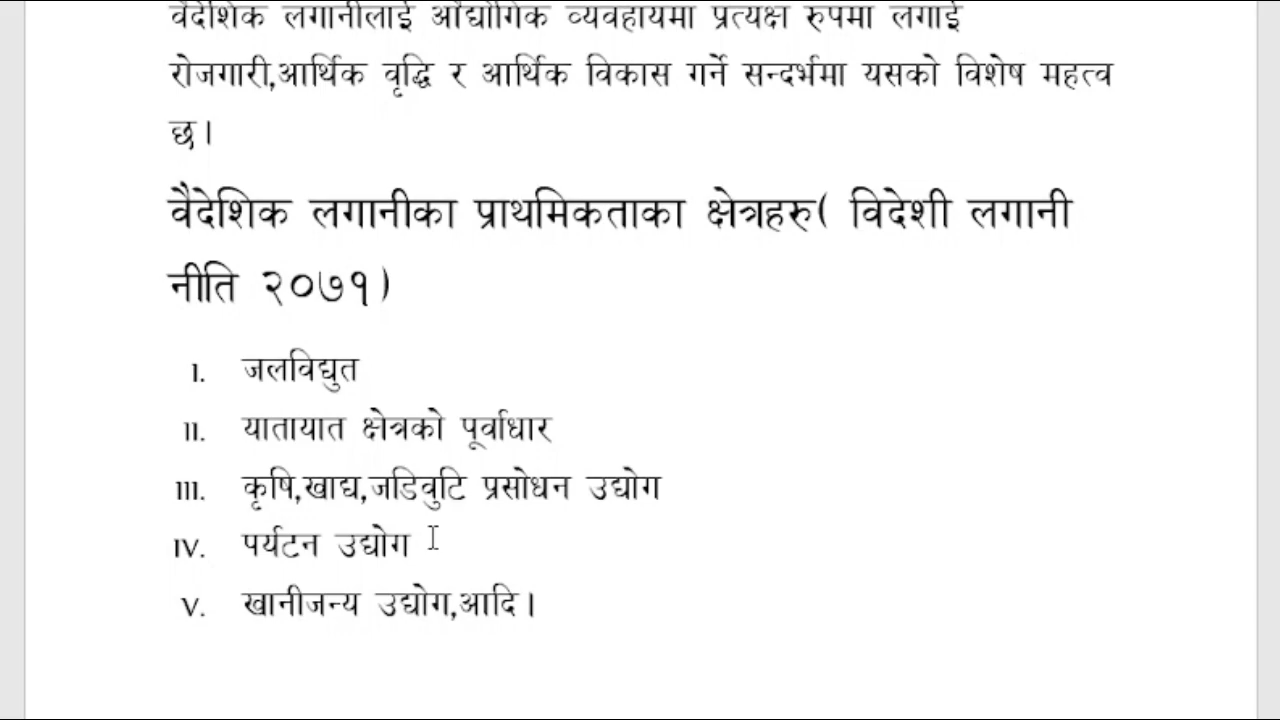 वैदेशिक लगानीलाई औद्योगिक व्यवहायमा प्रत्यक्ष रुपमा लगाई
रोजगारी,आर्थिक वृद्धि र आर्थिक विकास गर्ने सन्दर्भमा यसको विशेष महत्व
छ।
वैदेशिक लगानीका प्राथमिकताका क्षेत्रहरु( विदेशी लगानी
नीति २०७१)
I. जलविद्युत
II. यातायात क्षेत्रको पूर्वाधार
III. कृषि,खाद्य,जडिवुटि प्रसोधन उद्योग
IV. पर्यटन उद्योग
V. खानीजन्य उद्योग,आदि।